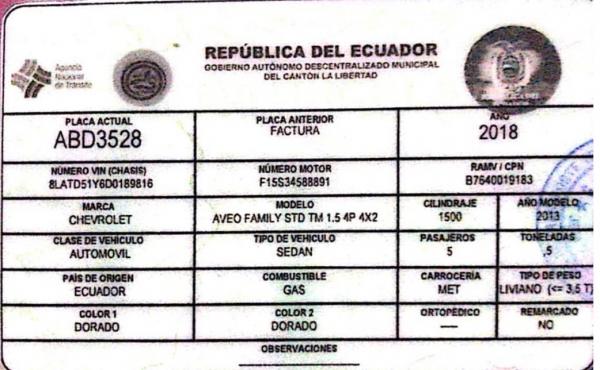 Agencia
Nacional
de Tránsito
REPÚBLICA DEL ECUADOR
GOBIERNO AUTÓNOMO DESCENTRALIZADO MUNICIPAL
DEL CANTÓN LA LIBERTAD
PLACA ACTUAL PLACA ANTERIOR AÑO
ABD3528 FACTURA 2018
NÚMERO VIN (CHASIS) NÚMERO MOTOR RAMV / CPN
8LATD51Y6D0189816 F15S34588891 B7640019183
MARCA MODELO CILINDRAJE AÑO MODELO
CHEVROLET AVEO FAMILY STD TM 1.5 4P 4X2 1500 2013
CLASE DE VEHÍCULO TIPO DE VEHICULO PASAJEROS TONELADAS
AUTOMOVIL SEDAN 5 ,5
PAÍS DE ORIGEN COMBUSTIBLE CARROCERÍA TIPO DE PESO
ECUADOR GAS MET LIVIANO (<= 3,5 T)
COLOR 1 COLOR 2 ORTOPÉDICO REMARCADO
DORADO DORADO ---- NO
OBSERVACIONES